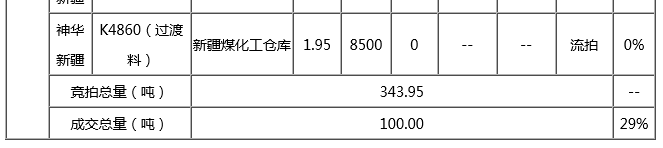 神华新疆 K4860（过渡料） 新疆煤化工仓库 1.95 8500 0 -- -- 流拍 0%
竞拍总量（吨） 343.95 --
成交总量（吨） 100.00 29%